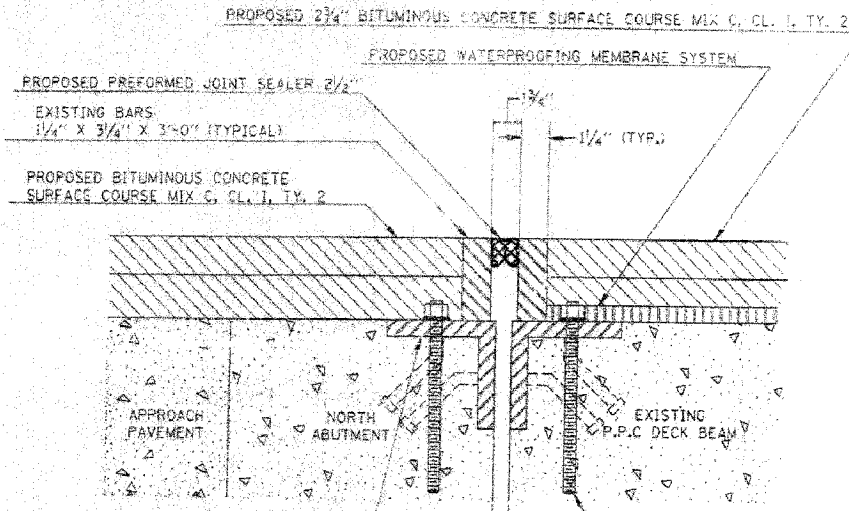 PROPOSED 2¾" BITUMINOUS CONCRETE SURFACE COURSE MIX C, CL. I, TY. 2
PROPOSED WATERPROOFING MEMBRANE SYSTEM
PROPOSED PREFORMED JOINT SEALER 2½"
1¾"
EXISTING BARS
1¼" X 3¼" X 3'-0" (TYPICAL)
1¼" (TYP.)
PROPOSED BITUMINOUS CONCRETE
SURFACE COURSE MIX C, CL. I, TY. 2
APPROACH
PAVEMENT
NORTH
ABUTMENT
EXISTING
P.P.C DECK BEAM